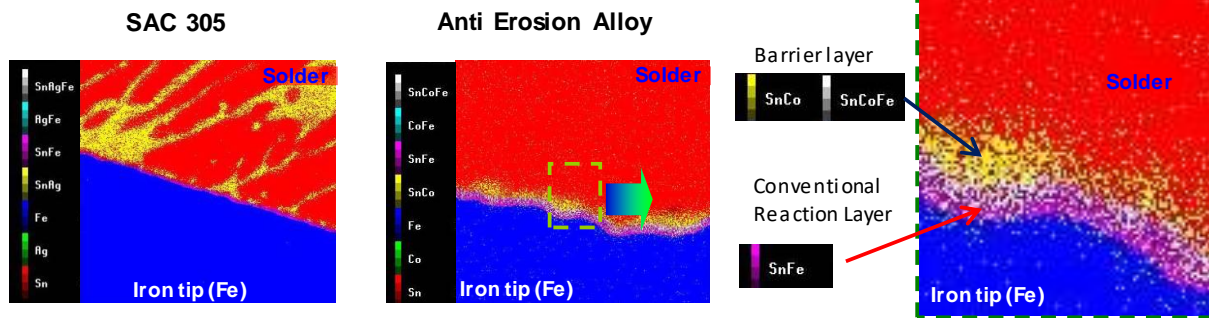 SAC 305
SnAgFe
AgFe
SnFe
SnAg
Fe
Ag
Sn
Solder
Iron tip (Fe)
Anti Erosion Alloy
SnCoFe
CoFe
SnFe
SnCo
Fe
Co
Sn
Solder
Iron tip (Fe)
Barrier layer
SnCo
SnCoFe
Conventional
Reaction Layer
SnFe
Solder
Iron tip (Fe)